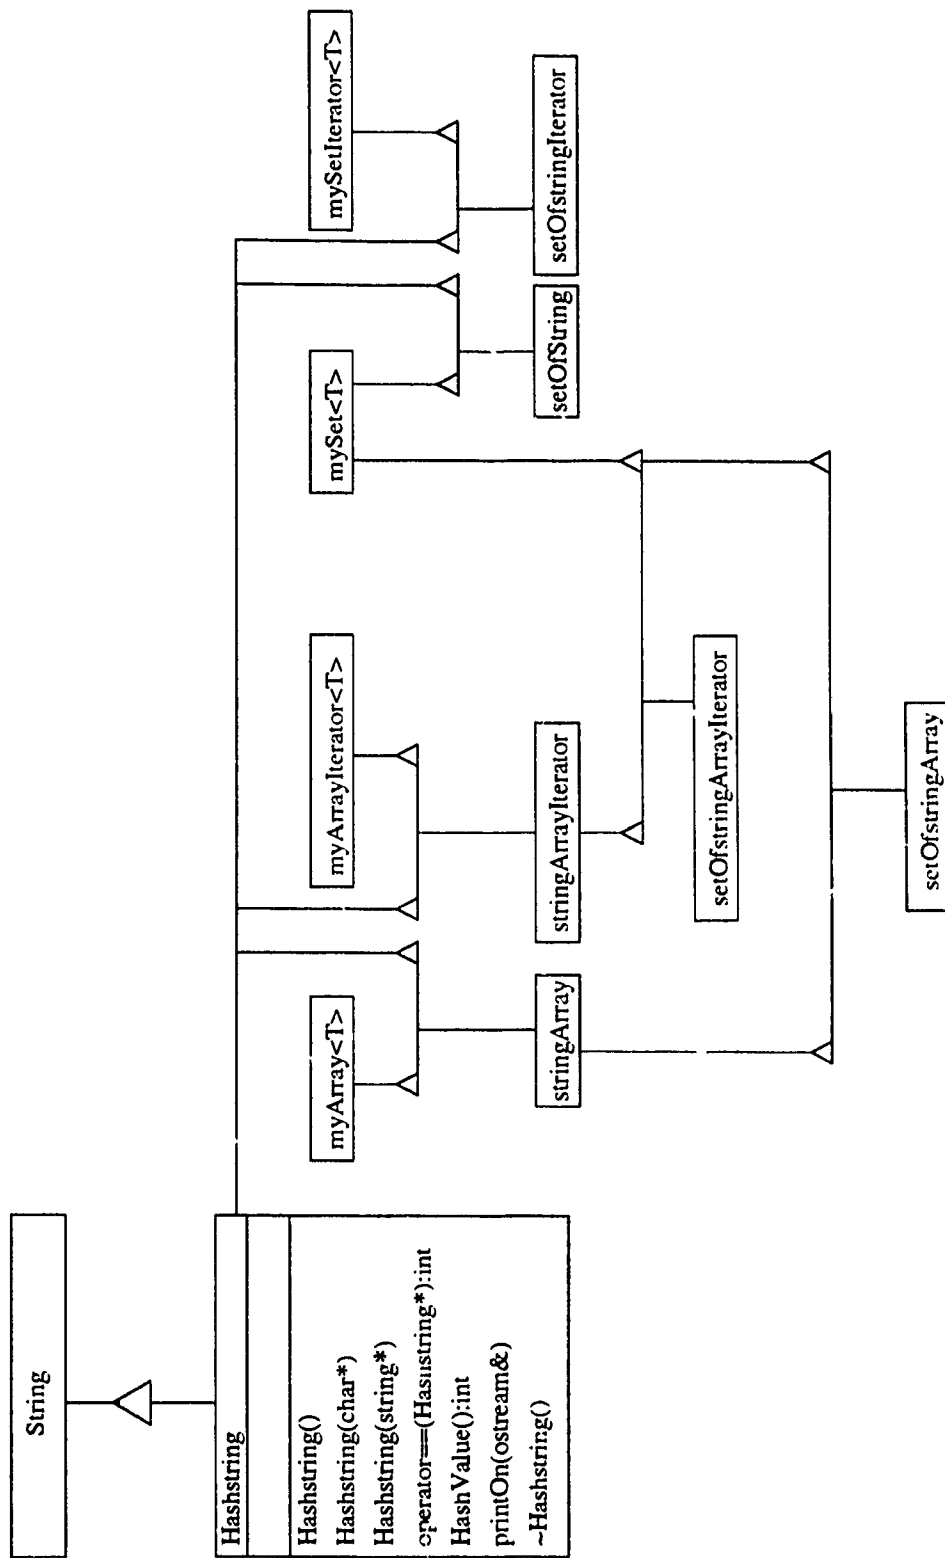 String
Hashstring
Hashstring()
Hashstring(char*)
Hashstring(string*)
operator==(Hashstring*):int
HashValue():int
printOn(ostream&)
~Hashstring()
myArray<T>
myArrayIterator<T>
mySet<T>
mySetIterator<T>
stringArray
stringArrayIterator
setOfString
setOfstringIterator
setOfstringArrayIterator
setOfstringArray